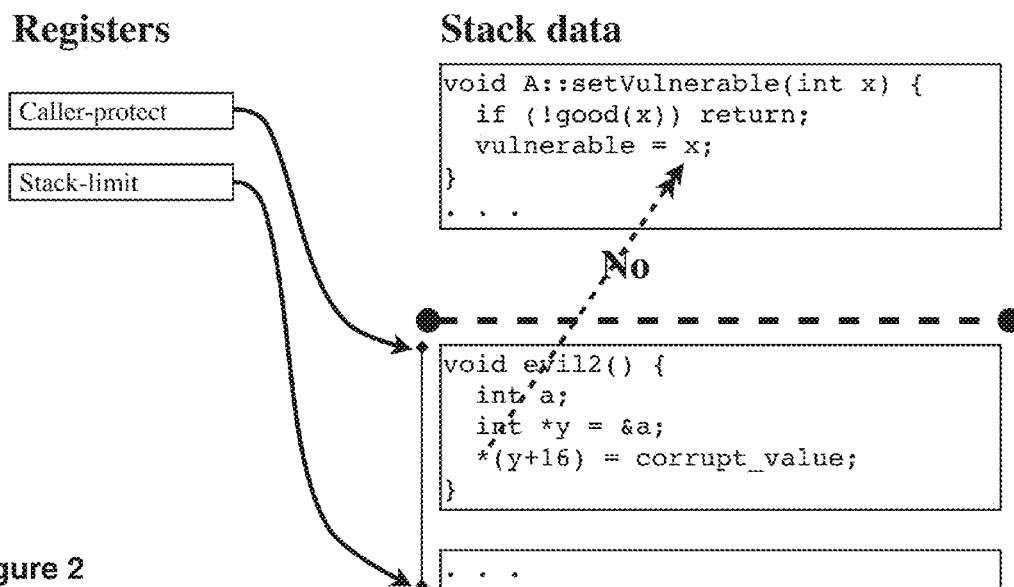 Registers
Stack data
Caller-protect
Stack-limit
void A::setVulnerable(int x) {
if (!good(x)) return;
vulnerable = x;
}
. . .
No
void evil2() {
int a;
int *y = &a;
*(y+16) = corrupt_value;
}
. . .
gure 2